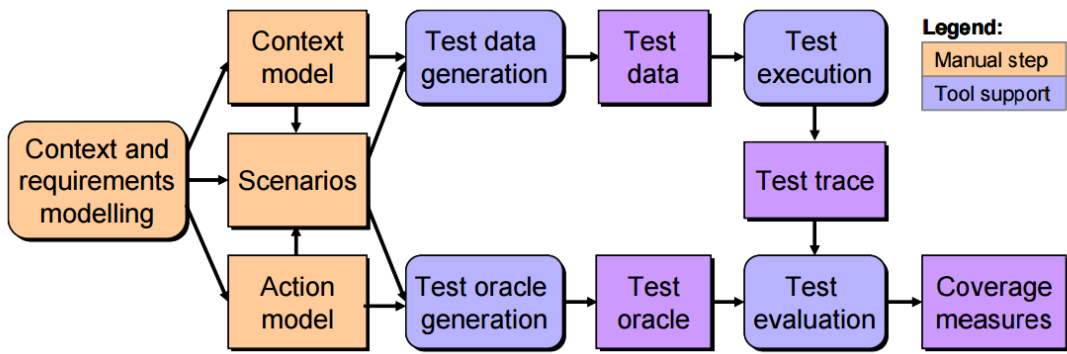 Context
model
Test data
generation
Test
data
Test
execution
Legend:
Manual step
Tool support
Context and
requirements
modelling
Scenarios
Test trace
Action
model
Test oracle
generation
Test
oracle
Test
evaluation
Coverage
measures